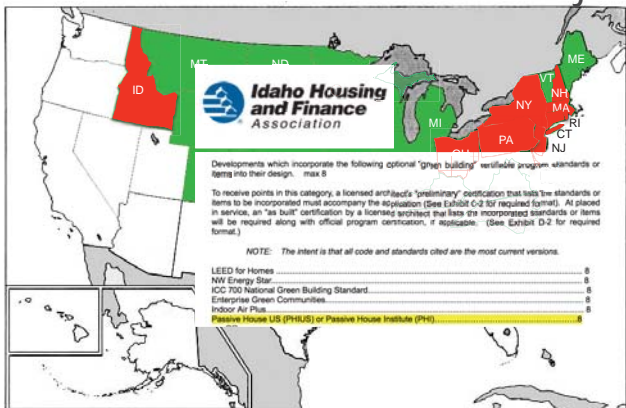 ME
MT
ND
VT
ID
NH
NY
MA
MI
RI
PA
CT
OH
NJ
Idaho Housing
and Finance
Association
Developments which incorporate the following optional "green building" certifiable program standards or
items into their design. max 8
To receive points in this category, a licensed architect's "preliminary" certification that lists the standards or
items to be incorporated must accompany the application (See Exhibit C-2 for required format). At placed
in service, an "as built" certification by a licensed architect that lists the incorporated standards or items
will be required along with official program certification, if applicable. (See Exhibit D-2 for required
format.)
NOTE: The intent is that all code and standards cited are the most current versions.
LEED for Homes 8
NW Energy Star 8
ICC 700 National Green Building Standard 8
Enterprise Green Communities 8
Indoor Air Plus 8
Passive House US (PHIUS) or Passive House Institute (PHI) 8